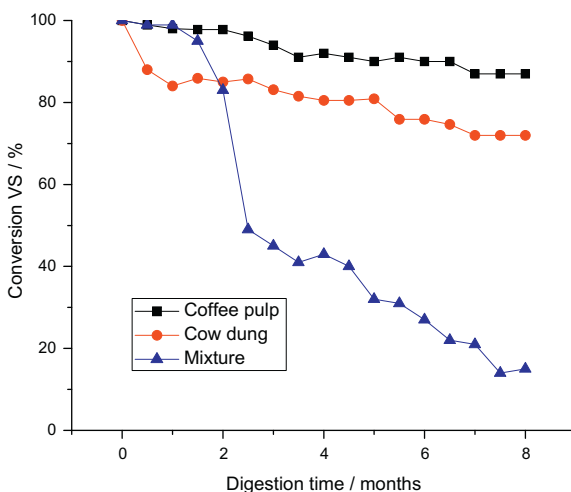 Conversion VS / %
100
80
60
40
20
0
Coffee pulp
Cow dung
Mixture
0 2 4 6 8
Digestion time / months